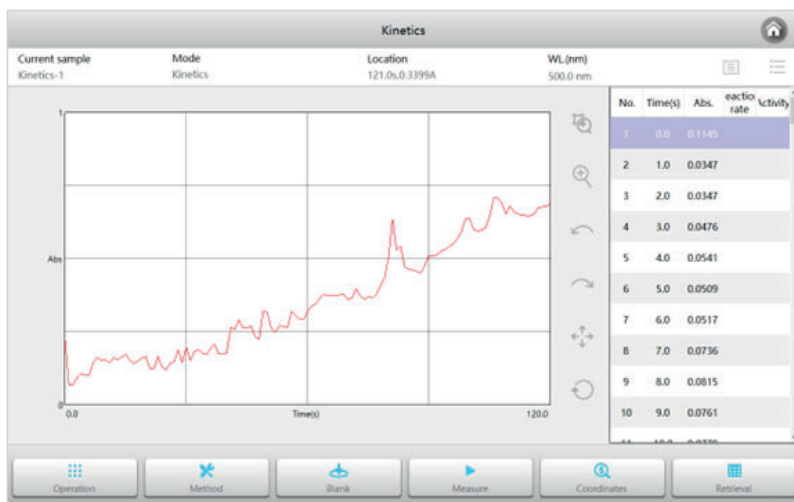 Kinetics
Current sample Mode Location WL.(nm)
Kinetics-1 Kinetics 121.0s,0.3399A 500.0 nm
No. Time(s) Abs. eactio rate Activity
1 0.0 0.1145
2 1.0 0.0347
3 2.0 0.0347
4 3.0 0.0476
5 4.0 0.0541
6 5.0 0.0509
7 6.0 0.0517
8 7.0 0.0736
9 8.0 0.0815
10 9.0 0.0761
1
Abs
0
0.0 Time(s) 120.0
Operation Method Blank Measure Coordinates Retrieval